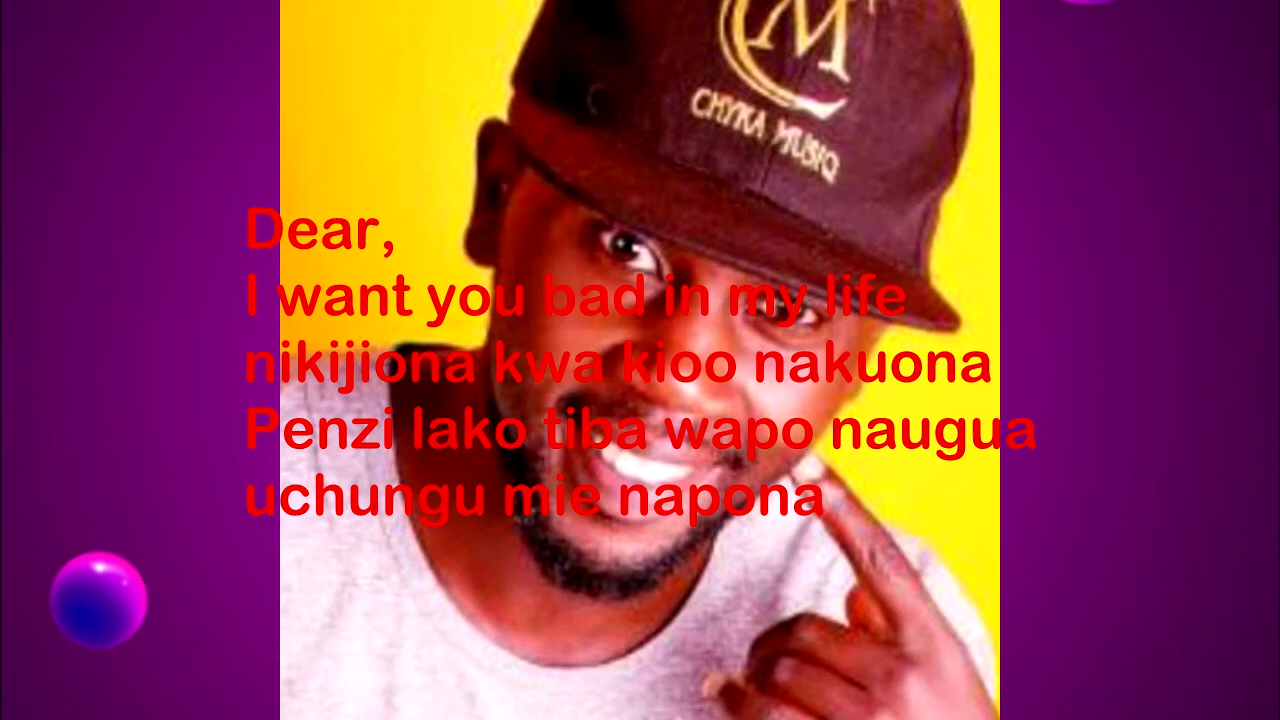 CM
CHYKA MUSIQ
Dear,
I want you bad in my life
nikijiona kwa kioo nakuona
Penzi lako tiba wapo naugua
uchungu mie napona